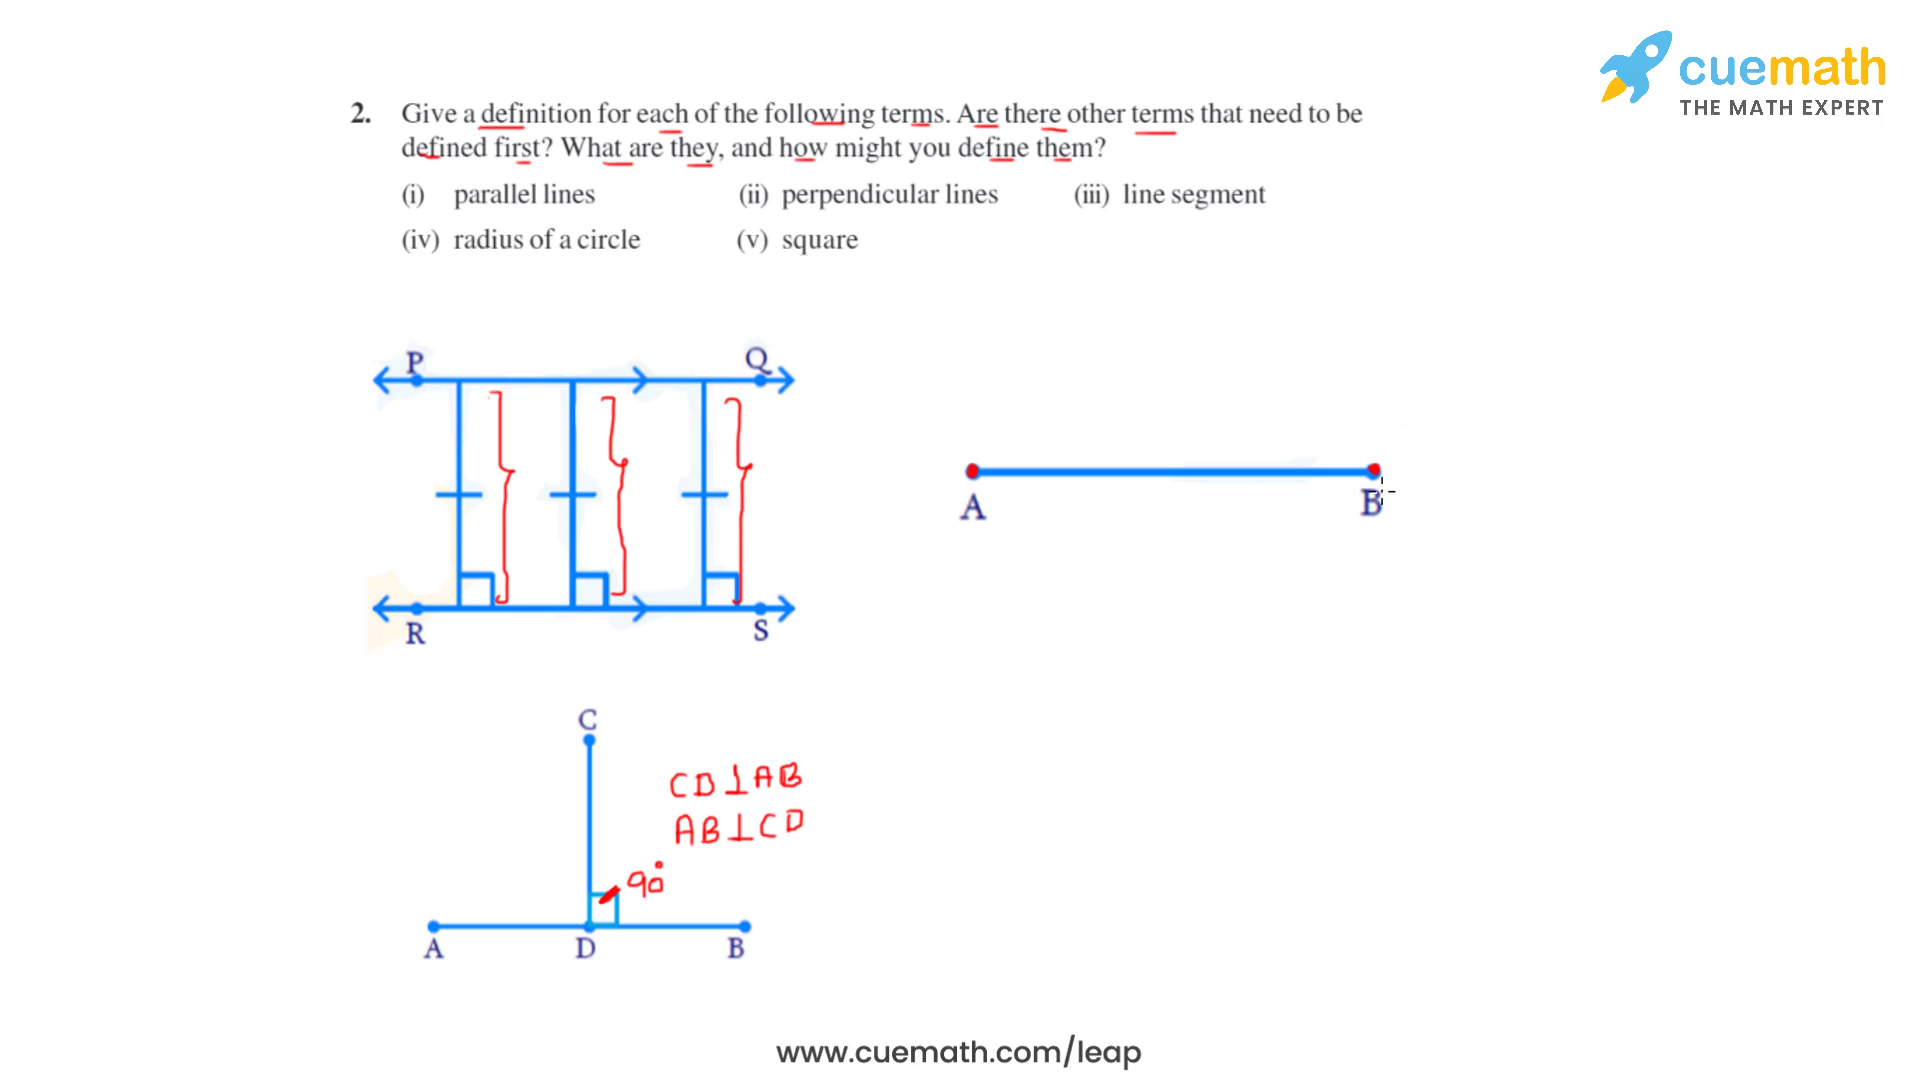 cuemath
THE MATH EXPERT
2. Give a definition for each of the following terms. Are there other terms that need to be
defined first? What are they, and how might you define them?
(i) parallel lines (ii) perpendicular lines (iii) line segment
(iv) radius of a circle (v) square
P Q
R S
A B
C
CD⊥AB
AB⊥CD
90°
A D B
www.cuemath.com/leap